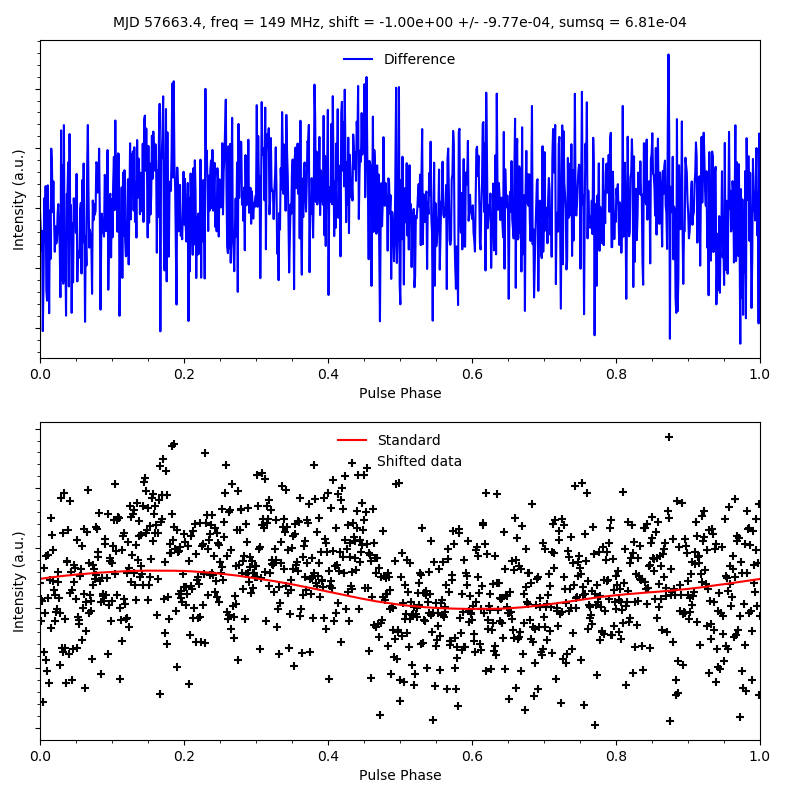 MJD 57663.4, freq = 149 MHz, shift = -1.00e+00 +/- -9.77e-04, sumsq = 6.81e-04
Difference
Intensity (a.u.)
0.0 0.2 0.4 0.6 0.8 1.0
Pulse Phase
Standard
Shifted data
Intensity (a.u.)
0.0 0.2 0.4 0.6 0.8 1.0
Pulse Phase